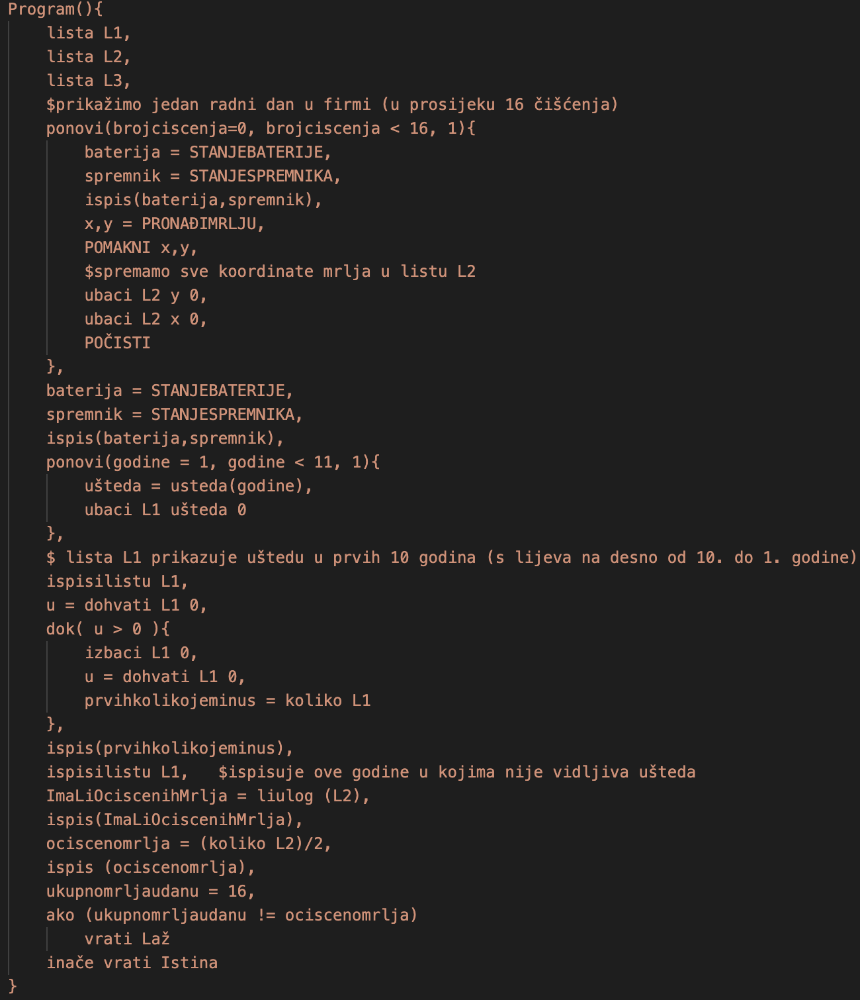 Program(){
lista L1,
lista L2,
lista L3,
$prikažimo jedan radni dan u firmi (u prosijeku 16 čišćenja)
ponovi(brojciscenja=0, brojciscenja < 16, 1){
baterija = STANJEBATERIJE,
spremnik = STANJESPREMNIKA,
ispis(baterija,spremnik),
x,y = PRONAĐIMRLJU,
POMAKNI x,y,
$spremamo sve koordinate mrlja u listu L2
ubaci L2 y 0,
ubaci L2 x 0,
POČISTI
},
baterija = STANJEBATERIJE,
spremnik = STANJESPREMNIKA,
ispis(baterija,spremnik),
ponovi(godine = 1, godine < 11, 1){
ušteda = usteda(godine),
ubaci L1 ušteda 0
},
$ lista L1 prikazuje uštedu u prvih 10 godina (s lijeva na desno od 10. do 1. godine)
ispisilistu L1,
u = dohvati L1 0,
dok( u > 0 ){
izbaci L1 0,
u = dohvati L1 0,
prvihkolikojeminus = koliko L1
},
ispis(prvihkolikojeminus),
ispisilistu L1,   $ispisuje ove godine u kojima nije vidljiva ušteda
ImaLiOciscenihMrlja = liulog (L2),
ispis(ImaLiOciscenihMrlja),
ociscenomrlja = (koliko L2)/2,
ispis (ociscenomrlja),
ukupnomrljaudanu = 16,
ako (ukupnomrljaudanu != ociscenomrlja)
vrati Laž
inače vrati Istina
}